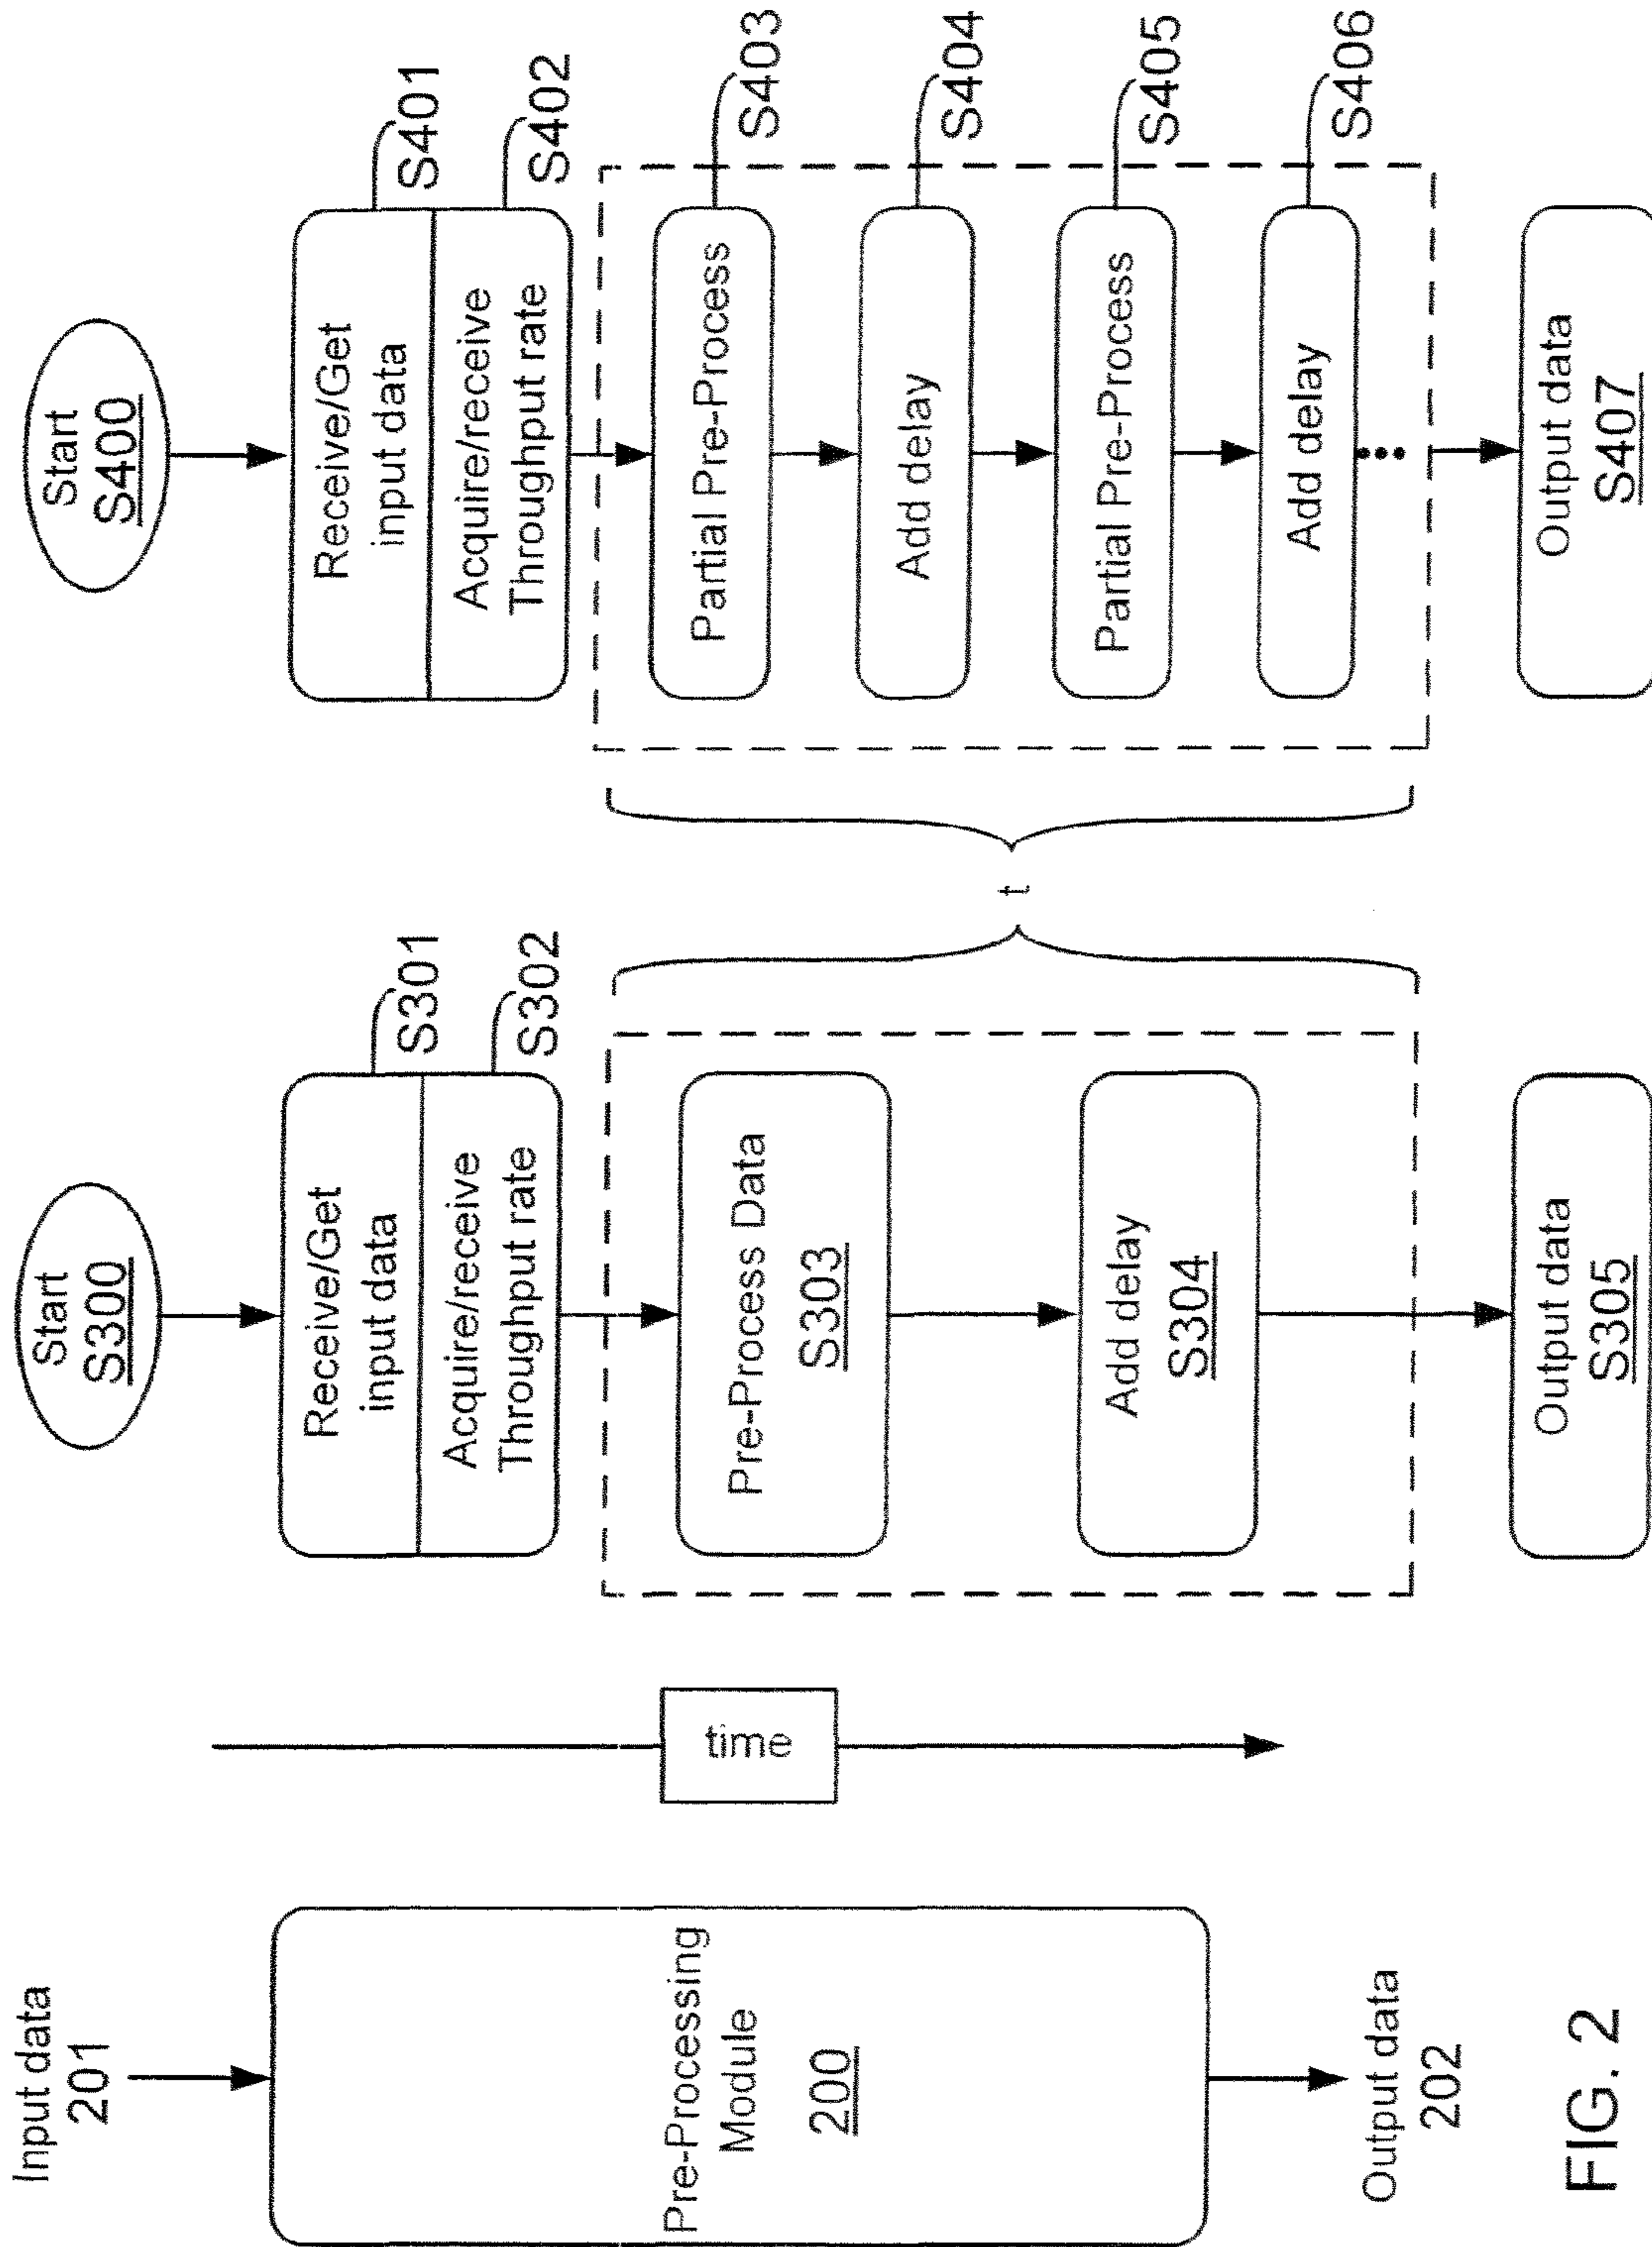 Input data
201
Pre-Processing
Module
200
Output data
202
time
Start
S300
Receive/Get
input data
S301
Acquire/receive
Throughput rate
S302
Pre-Process Data
S303
Add delay
S304
Output data
S305
t
Start
S400
Receive/Get
input data
S401
Acquire/receive
Throughput rate
S402
Partial Pre-Process
S403
Add delay
S404
Partial Pre-Process
S405
Add delay
S406
Output data
S407
FIG. 2